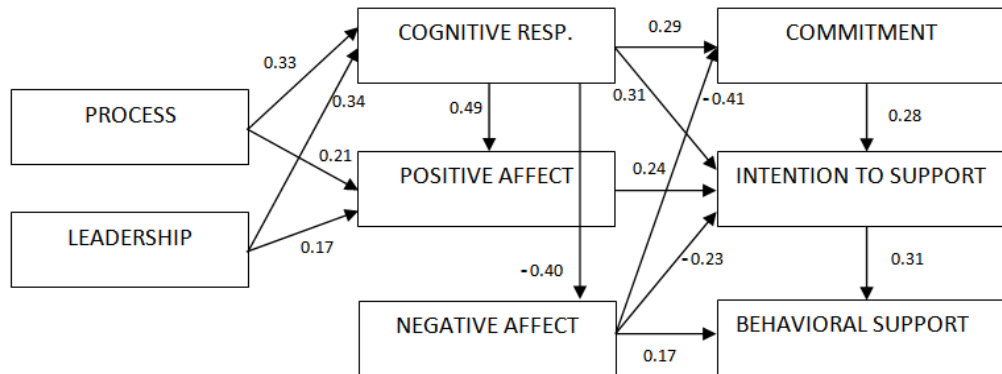 COGNITIVE RESP.
0.29
COMMITMENT
0.33
0.34
0.49
0.31
-0.41
0.28
PROCESS
0.21
POSITIVE AFFECT
0.24
INTENTION TO SUPPORT
LEADERSHIP
0.17
-0.40
-0.23
0.31
NEGATIVE AFFECT
0.17
BEHAVIORAL SUPPORT